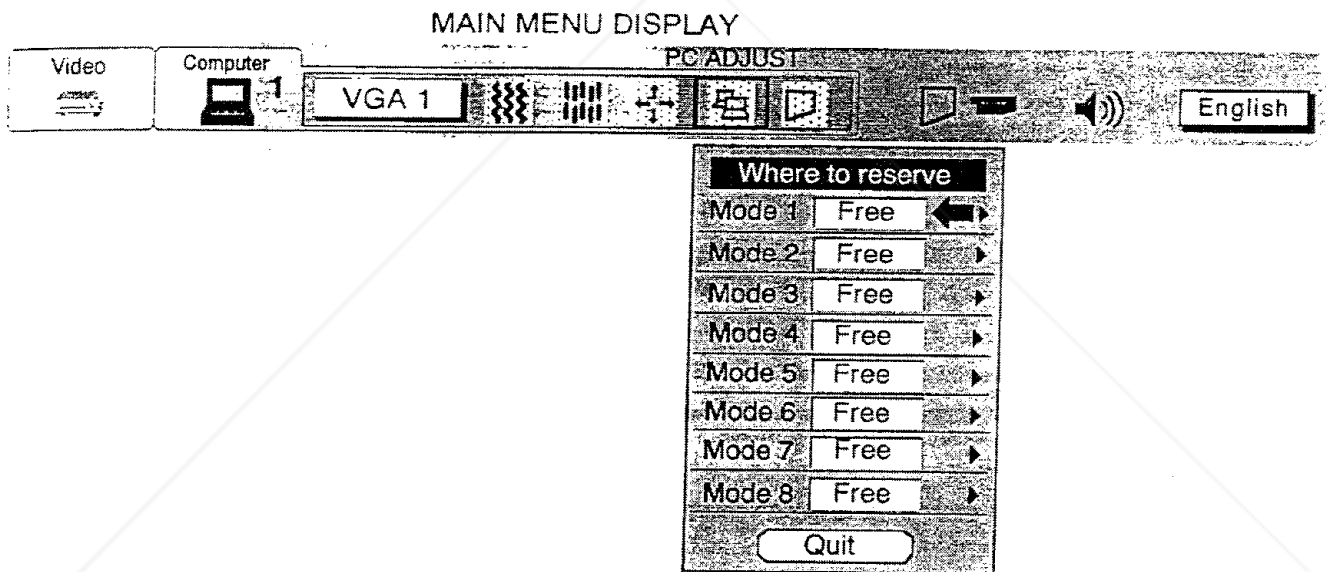 MAIN MENU DISPLAY
Video
Computer
PC ADJUST
1
VGA 1
English
Where to reserve
Mode 1 Free
Mode 2 Free
Mode 3 Free
Mode 4 Free
Mode 5 Free
Mode 6 Free
Mode 7 Free
Mode 8 Free
Quit